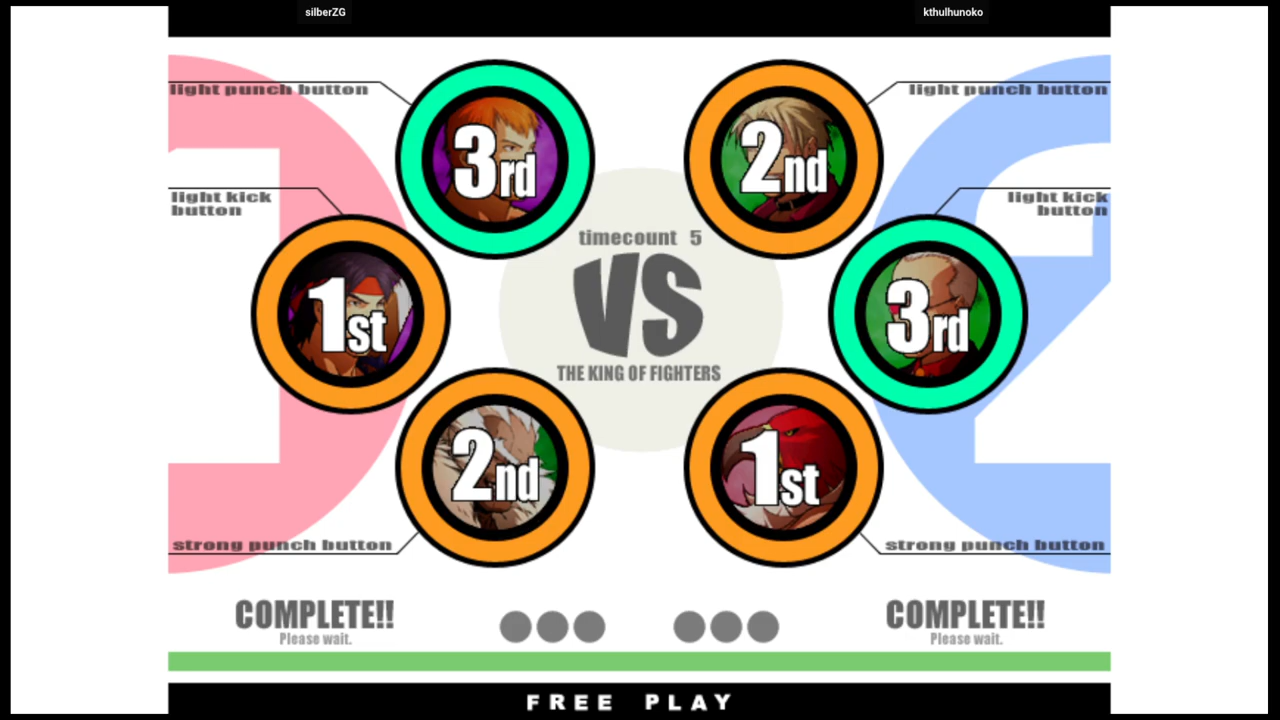 silberZG
kthulhunoko
light punch button
light punch button
3rd
2nd
light kick
button
light kick
button
timecount 5
VS
THE KING OF FIGHTERS
1st
3rd
2nd
1st
strong punch button
strong punch button
COMPLETE!!
Please wait.
COMPLETE!!
Please wait.
FREE PLAY